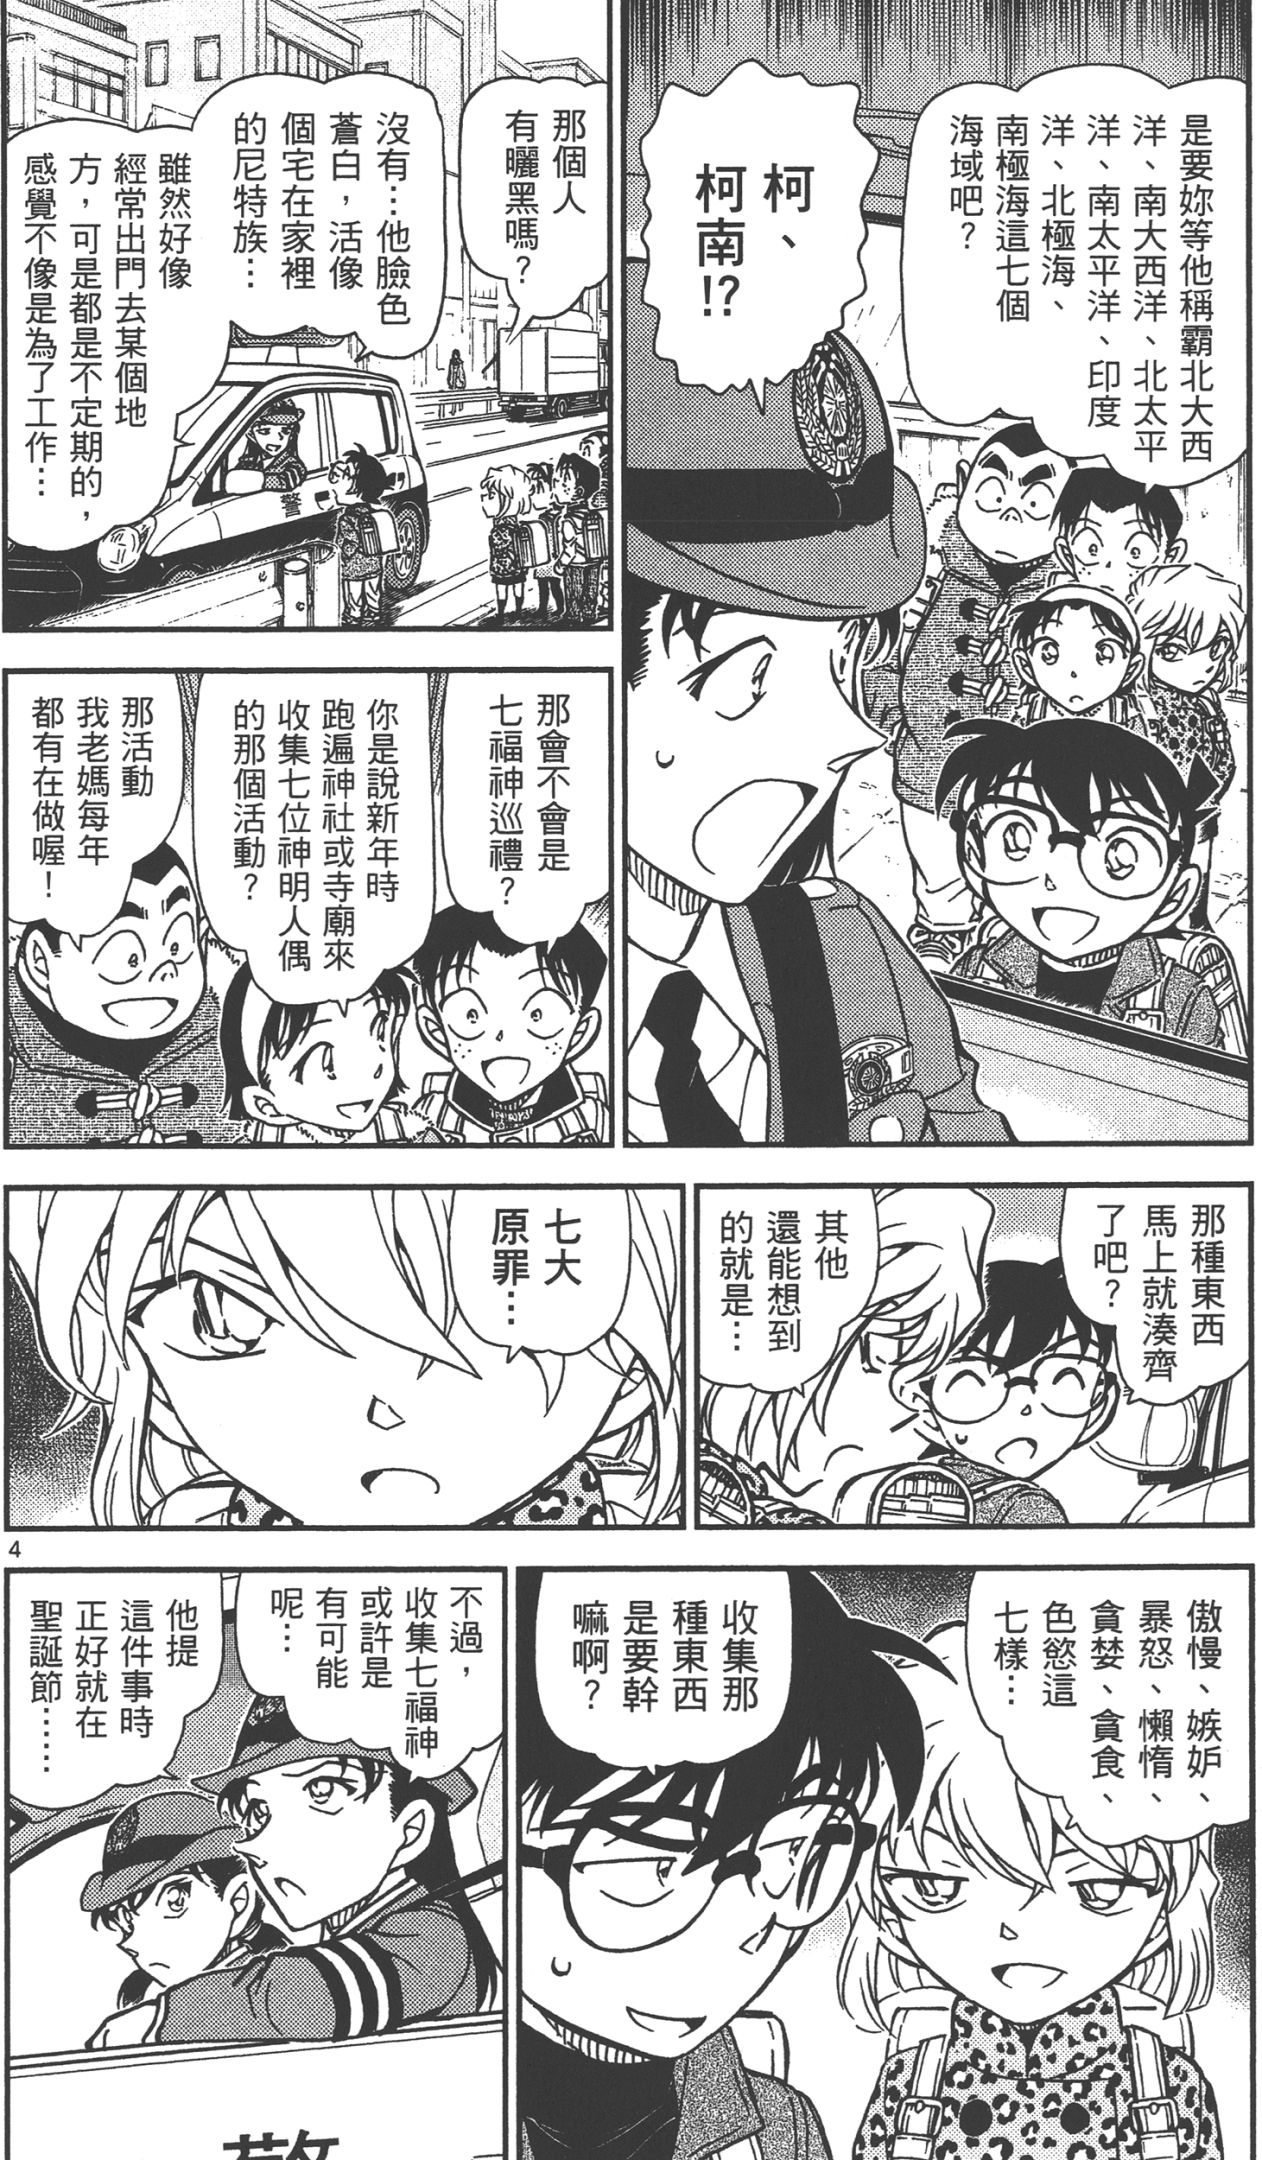 是要妳等他稱霸北大西
洋、南大西洋、北太平
洋、南太平洋、印度
洋、北極海、
南極海這七個
海域吧？
柯、
柯南!?
那個人
有曬黑嗎？
沒有…他臉色
蒼白，活像
個宅在家裡
的尼特族…
雖然好像
經常出門去某個地
方，可是都是不定期的，
感覺不像是為了工作…
警
那會不會是
七福神巡禮？
你是說新年時
跑遍神社或寺廟來
收集七位神明人偶
的那個活動？
那活動
我老媽每年
都有在做喔！
那種東西
馬上就湊齊
了吧？
其他
還能想到
的就是…
七大
原罪…
4
傲慢、嫉妒、
暴怒、懶惰、
貪婪、貪食、
色慾這
七樣…
收集那
種東西
是要幹
嘛啊？
不過，
收集七福神
或許是
有可能
呢…
他提
這件事時
正好就在
聖誕節……